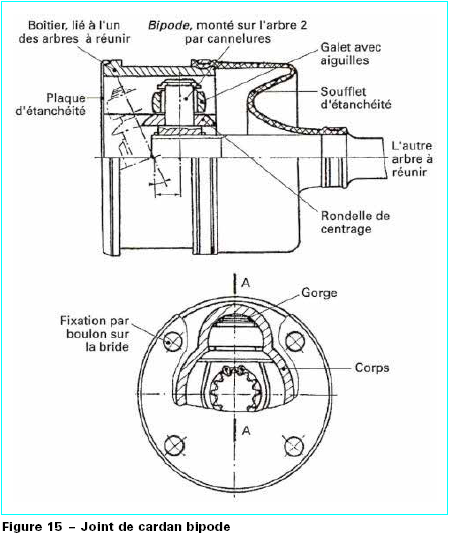 Boîtier, lié à l'un
des arbres à réunir
Bipode, monté sur l'arbre 2
par cannelures
Galet avec
aiguilles
Plaque
d'étanchéité
Soufflet
d'étanchéité
L'autre
arbre à
réunir
Rondelle de
centrage
A
Gorge
Fixation par
boulon sur
la bride
Corps
A
Figure 15 – Joint de cardan bipode